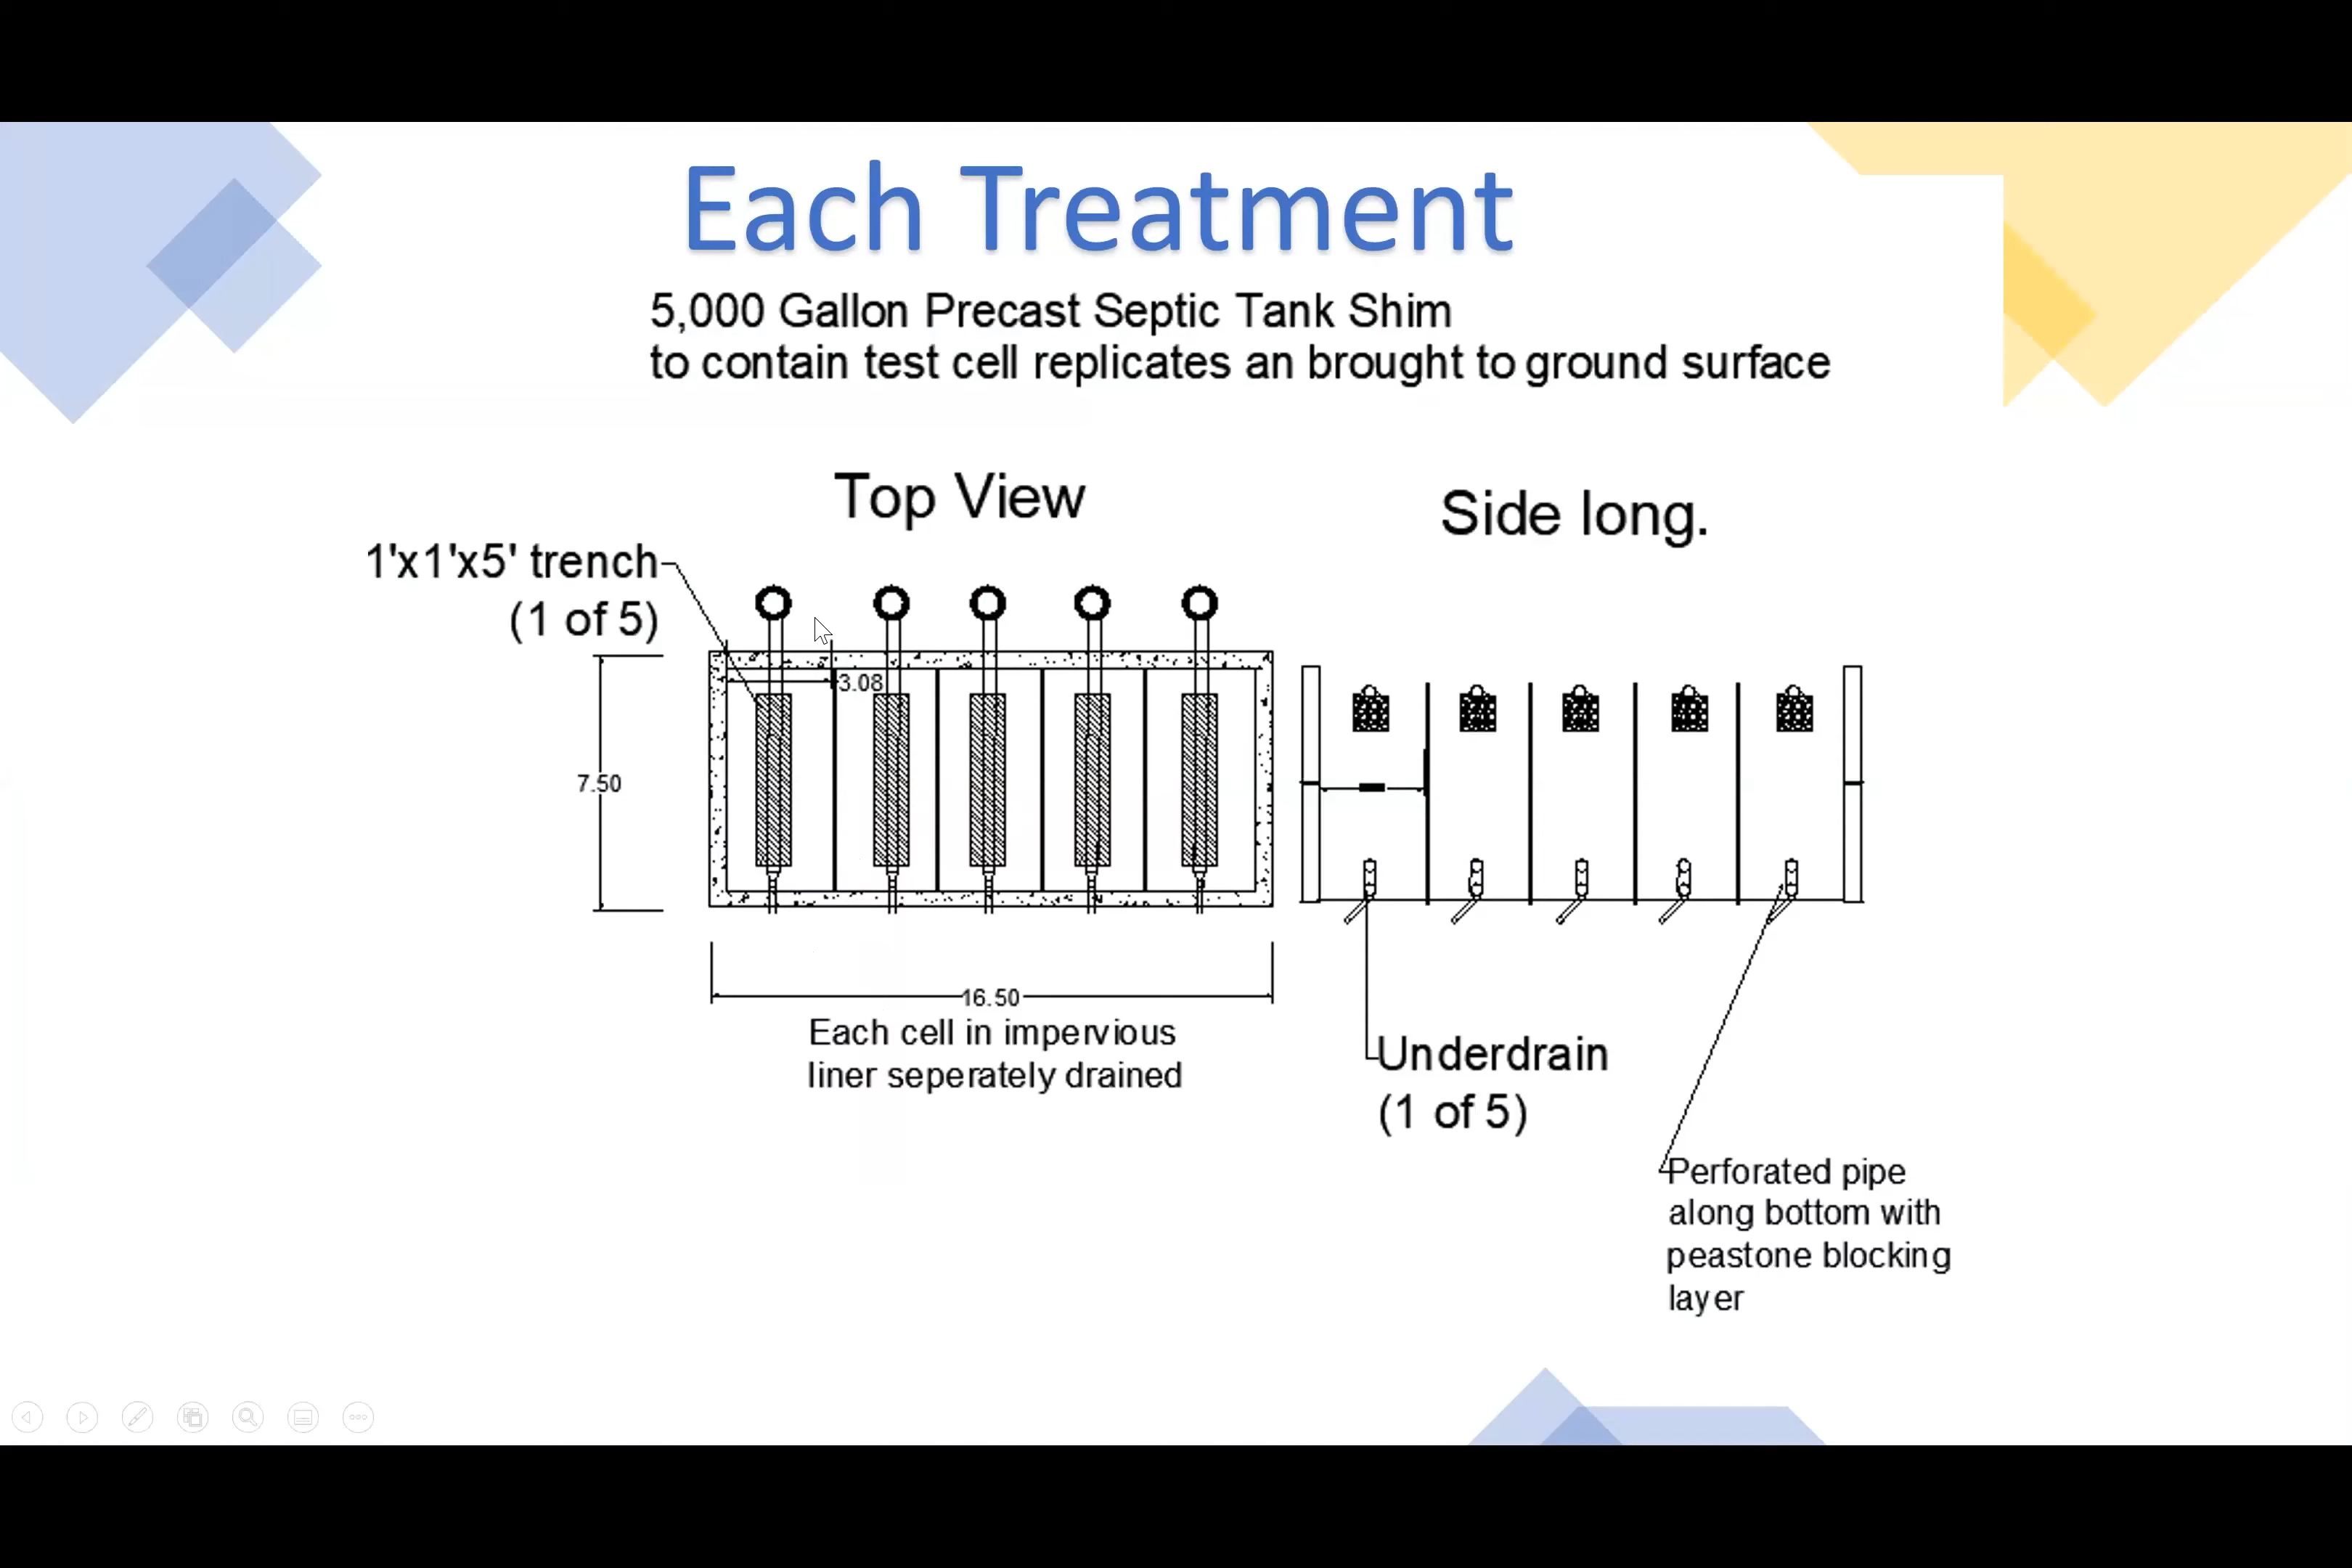 Each Treatment
5,000 Gallon Precast Septic Tank Shim
to contain test cell replicates an brought to ground surface
Top View
Side long.
1'x1'x5' trench
(1 of 5)
3.08
7.50
16.50
Each cell in impervious
liner seperately drained
Underdrain
(1 of 5)
Perforated pipe
along bottom with
peastone blocking
layer